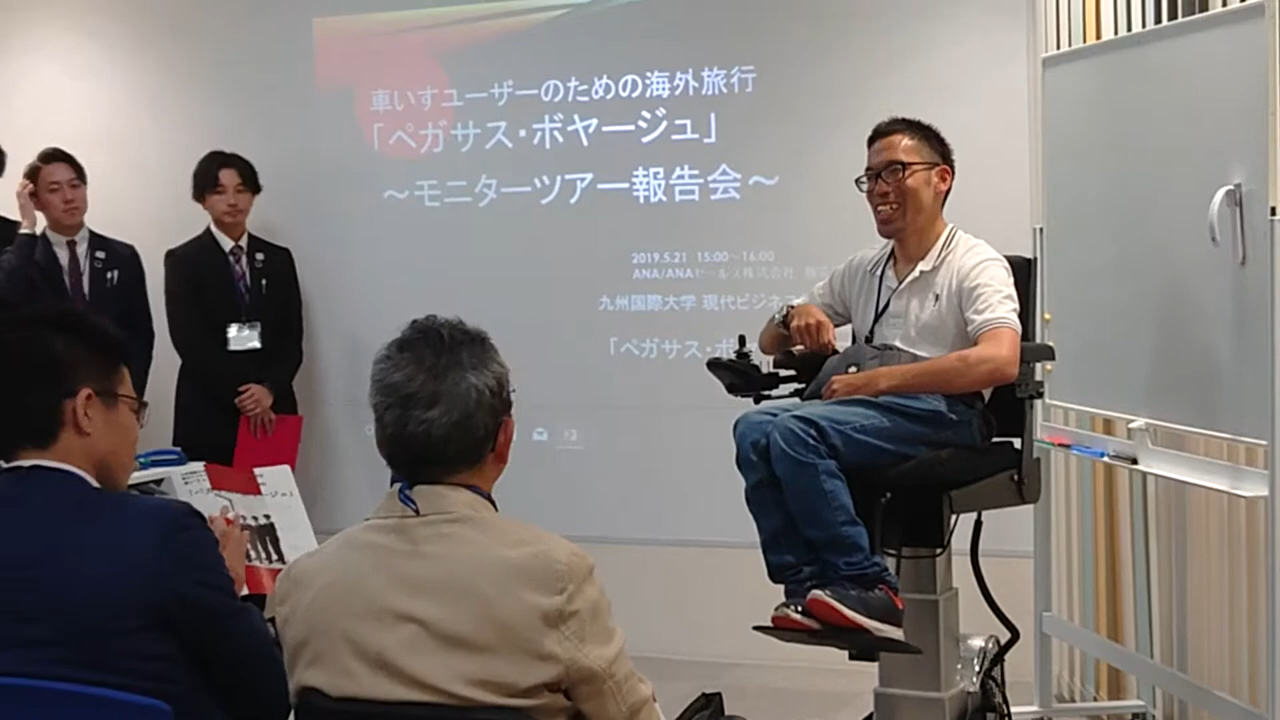 車いすユーザーのための海外旅行
「ペガサス・ボヤージュ」
～モニターツアー報告会～
2019.5.21 15:00～16:00
ANA/ANAセールス株式会社
九州国際大学 現代ビジネス
「ペガサス・ボ